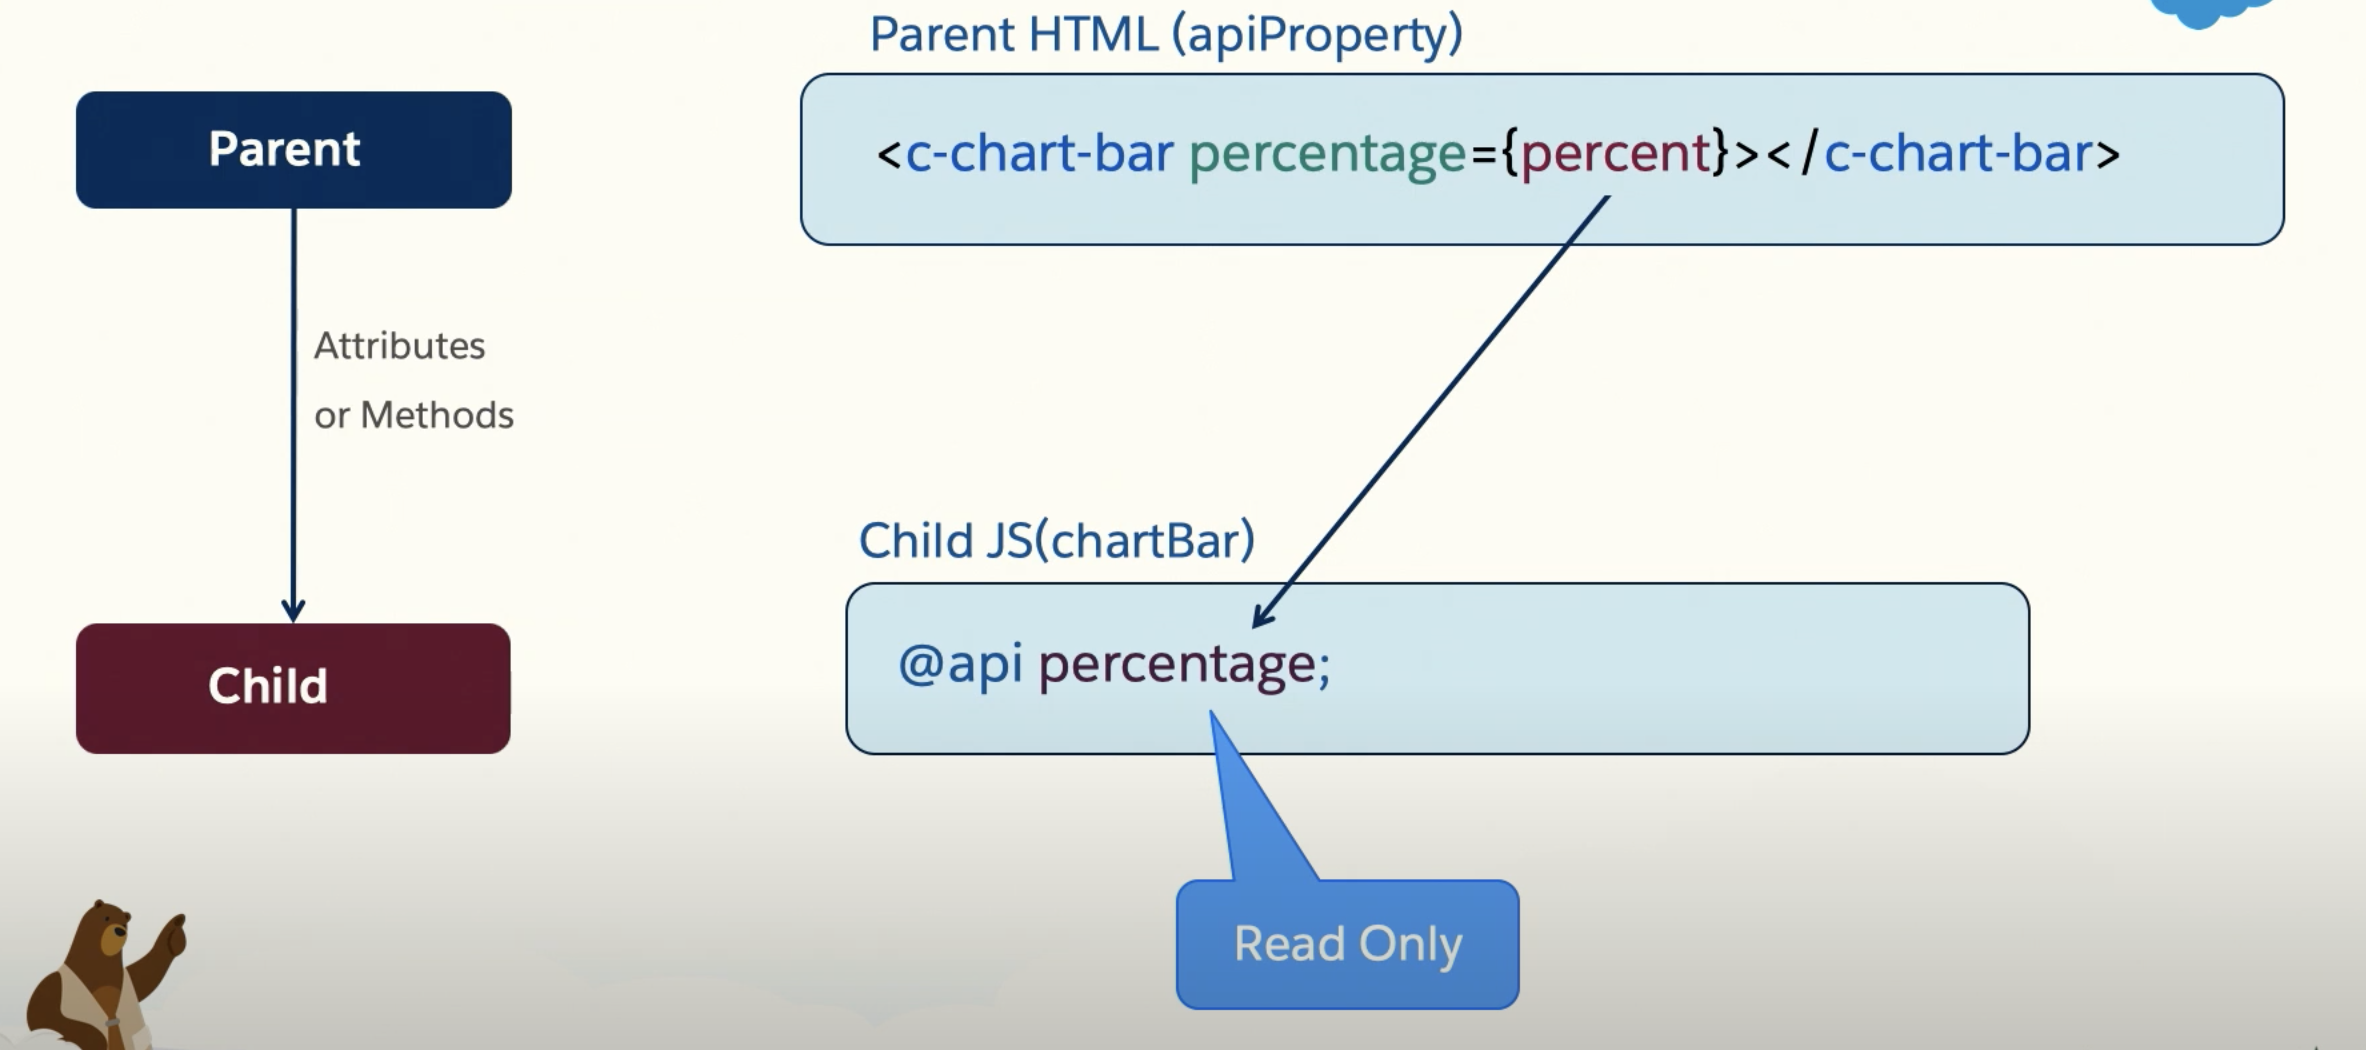 Parent HTML (apiProperty)
Parent
<c-chart-bar percentage={percent}></c-chart-bar>
Attributes
or Methods
Child JS(chartBar)
Child
@api percentage;
Read Only